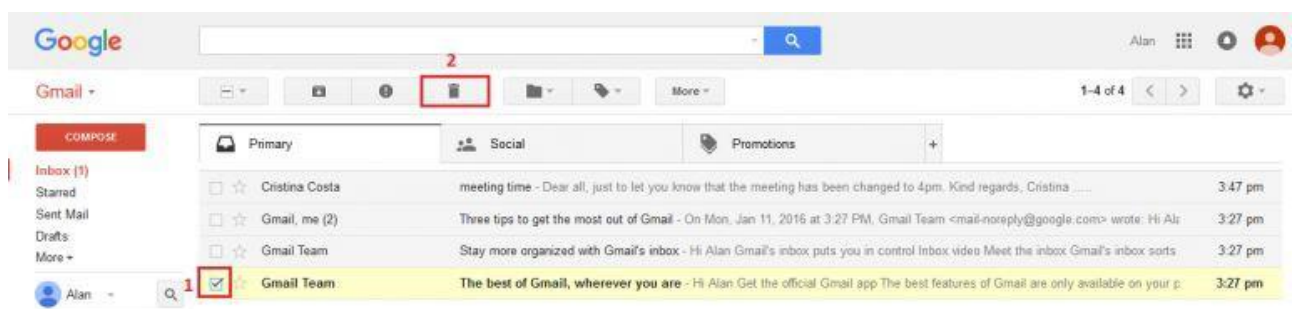 Google
Alan
2
Gmail
More
1–4 of 4
COMPOSE
Primary
Social
Promotions
+
Inbox (1)
Starred
Sent Mail
Drafts
More
Alan
Cristina Costa meeting time - Dear all, just to let you know that the meeting has been changed to 4pm. Kind regards, Cristina ...... 3:47 pm
Gmail, me (2) Three tips to get the most out of Gmail - On Mon, Jan 11, 2016 at 3:27 PM, Gmail Team <mail-noreply@google.com> wrote: Hi Ala 3:27 pm
Gmail Team Stay more organized with Gmail's inbox - Hi Alan Gmail's inbox puts you in control Inbox video Meet the inbox Gmail's inbox sorts 3:27 pm
1
Gmail Team The best of Gmail, wherever you are - Hi Alan Get the official Gmail app The best features of Gmail are only available on your p 3:27 pm